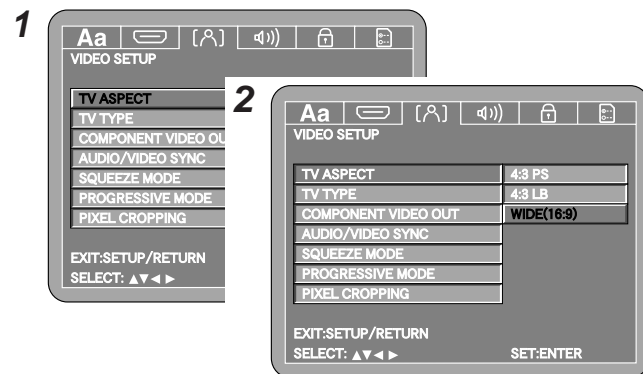 1
Aa
VIDEO SETUP
TV ASPECT
TV TYPE
COMPONENT VIDEO OU
AUDIO/VIDEO SYNC
SQUEEZE MODE
PROGRESSIVE MODE
PIXEL CROPPING
EXIT:SETUP/RETURN
SELECT: ▲▼◄ ►
2
Aa
VIDEO SETUP
TV ASPECT 4:3 PS
TV TYPE 4:3 LB
COMPONENT VIDEO OUT WIDE(16:9)
AUDIO/VIDEO SYNC
SQUEEZE MODE
PROGRESSIVE MODE
PIXEL CROPPING
EXIT:SETUP/RETURN
SELECT: ▲▼◄ ► SET:ENTER